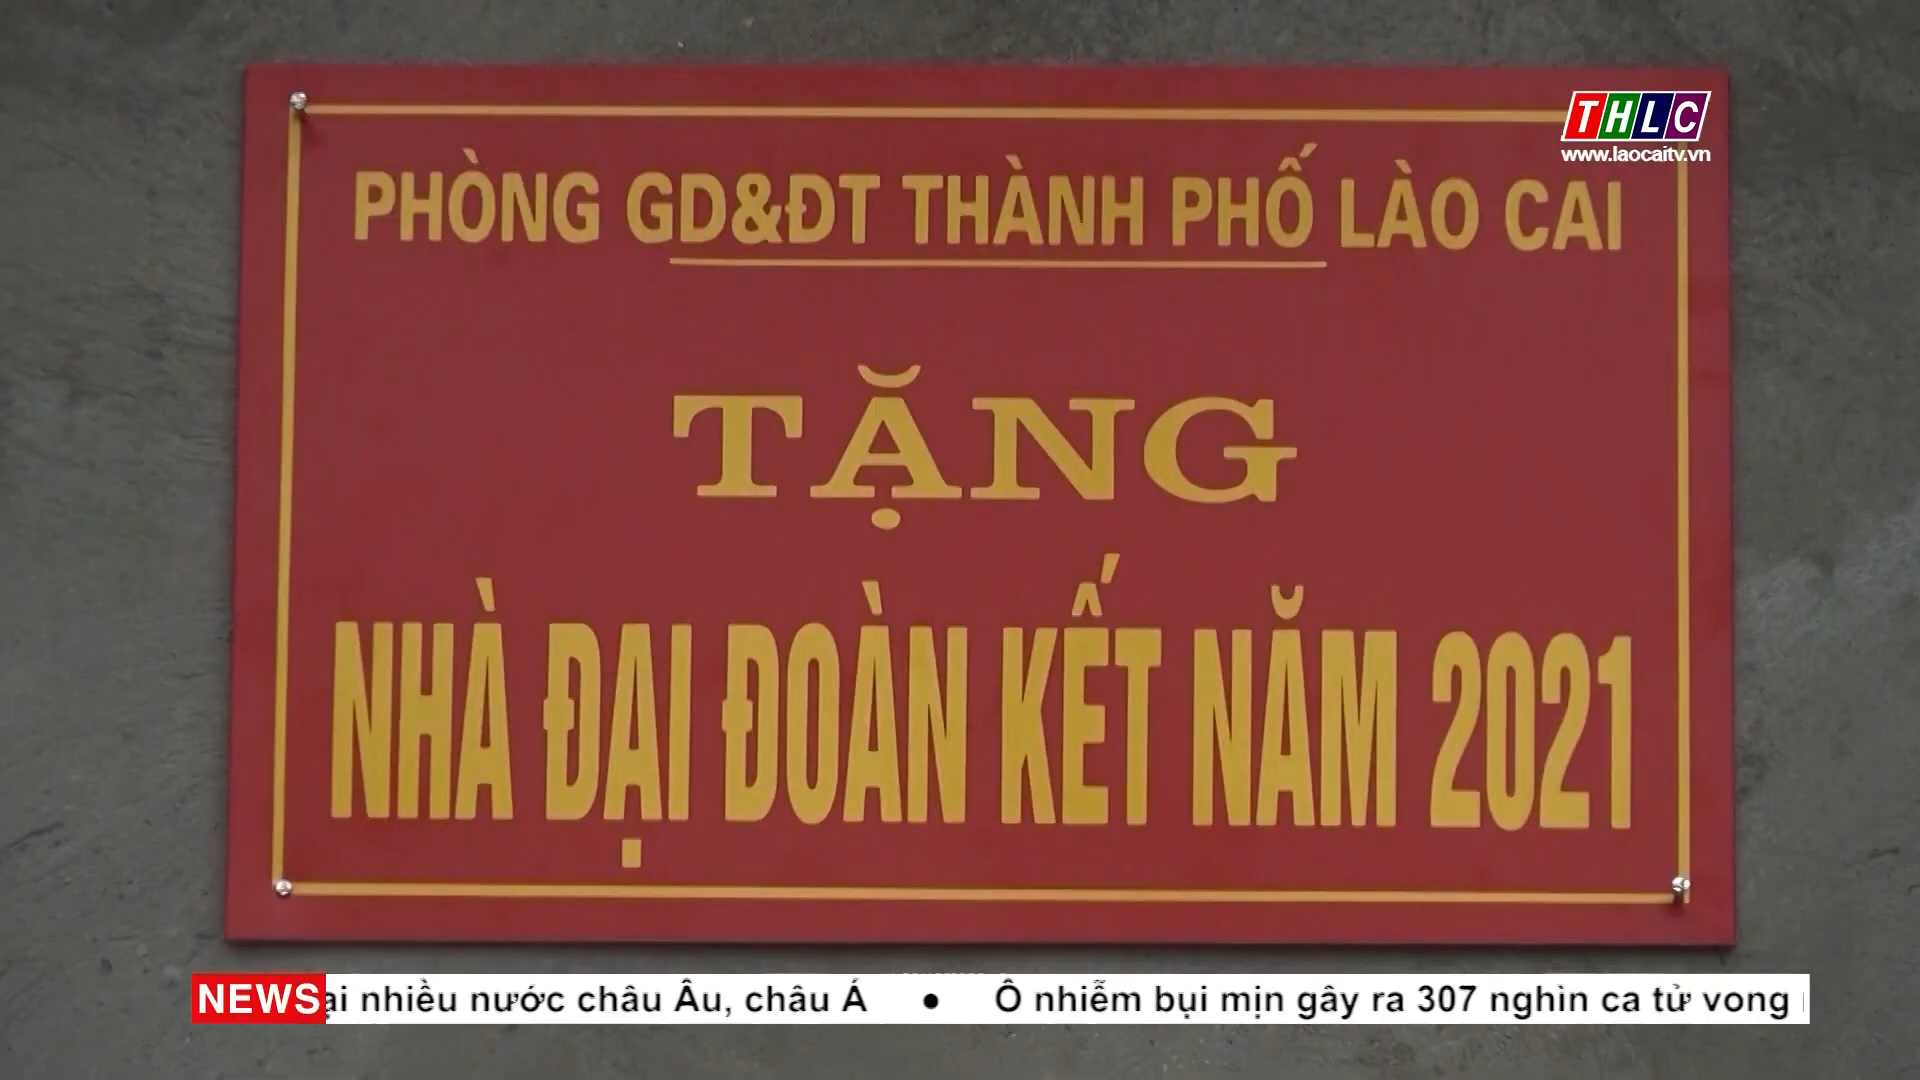 THLC
www.laocaitv.vn
PHÒNG GD&ĐT THÀNH PHỐ LÀO CAI
TẶNG
NHÀ ĐẠI ĐOÀN KẾT NĂM 2021
NEWS nhiều nước châu Âu, châu Á • Ô nhiễm bụi mịn gây ra 307 nghìn ca tử vong